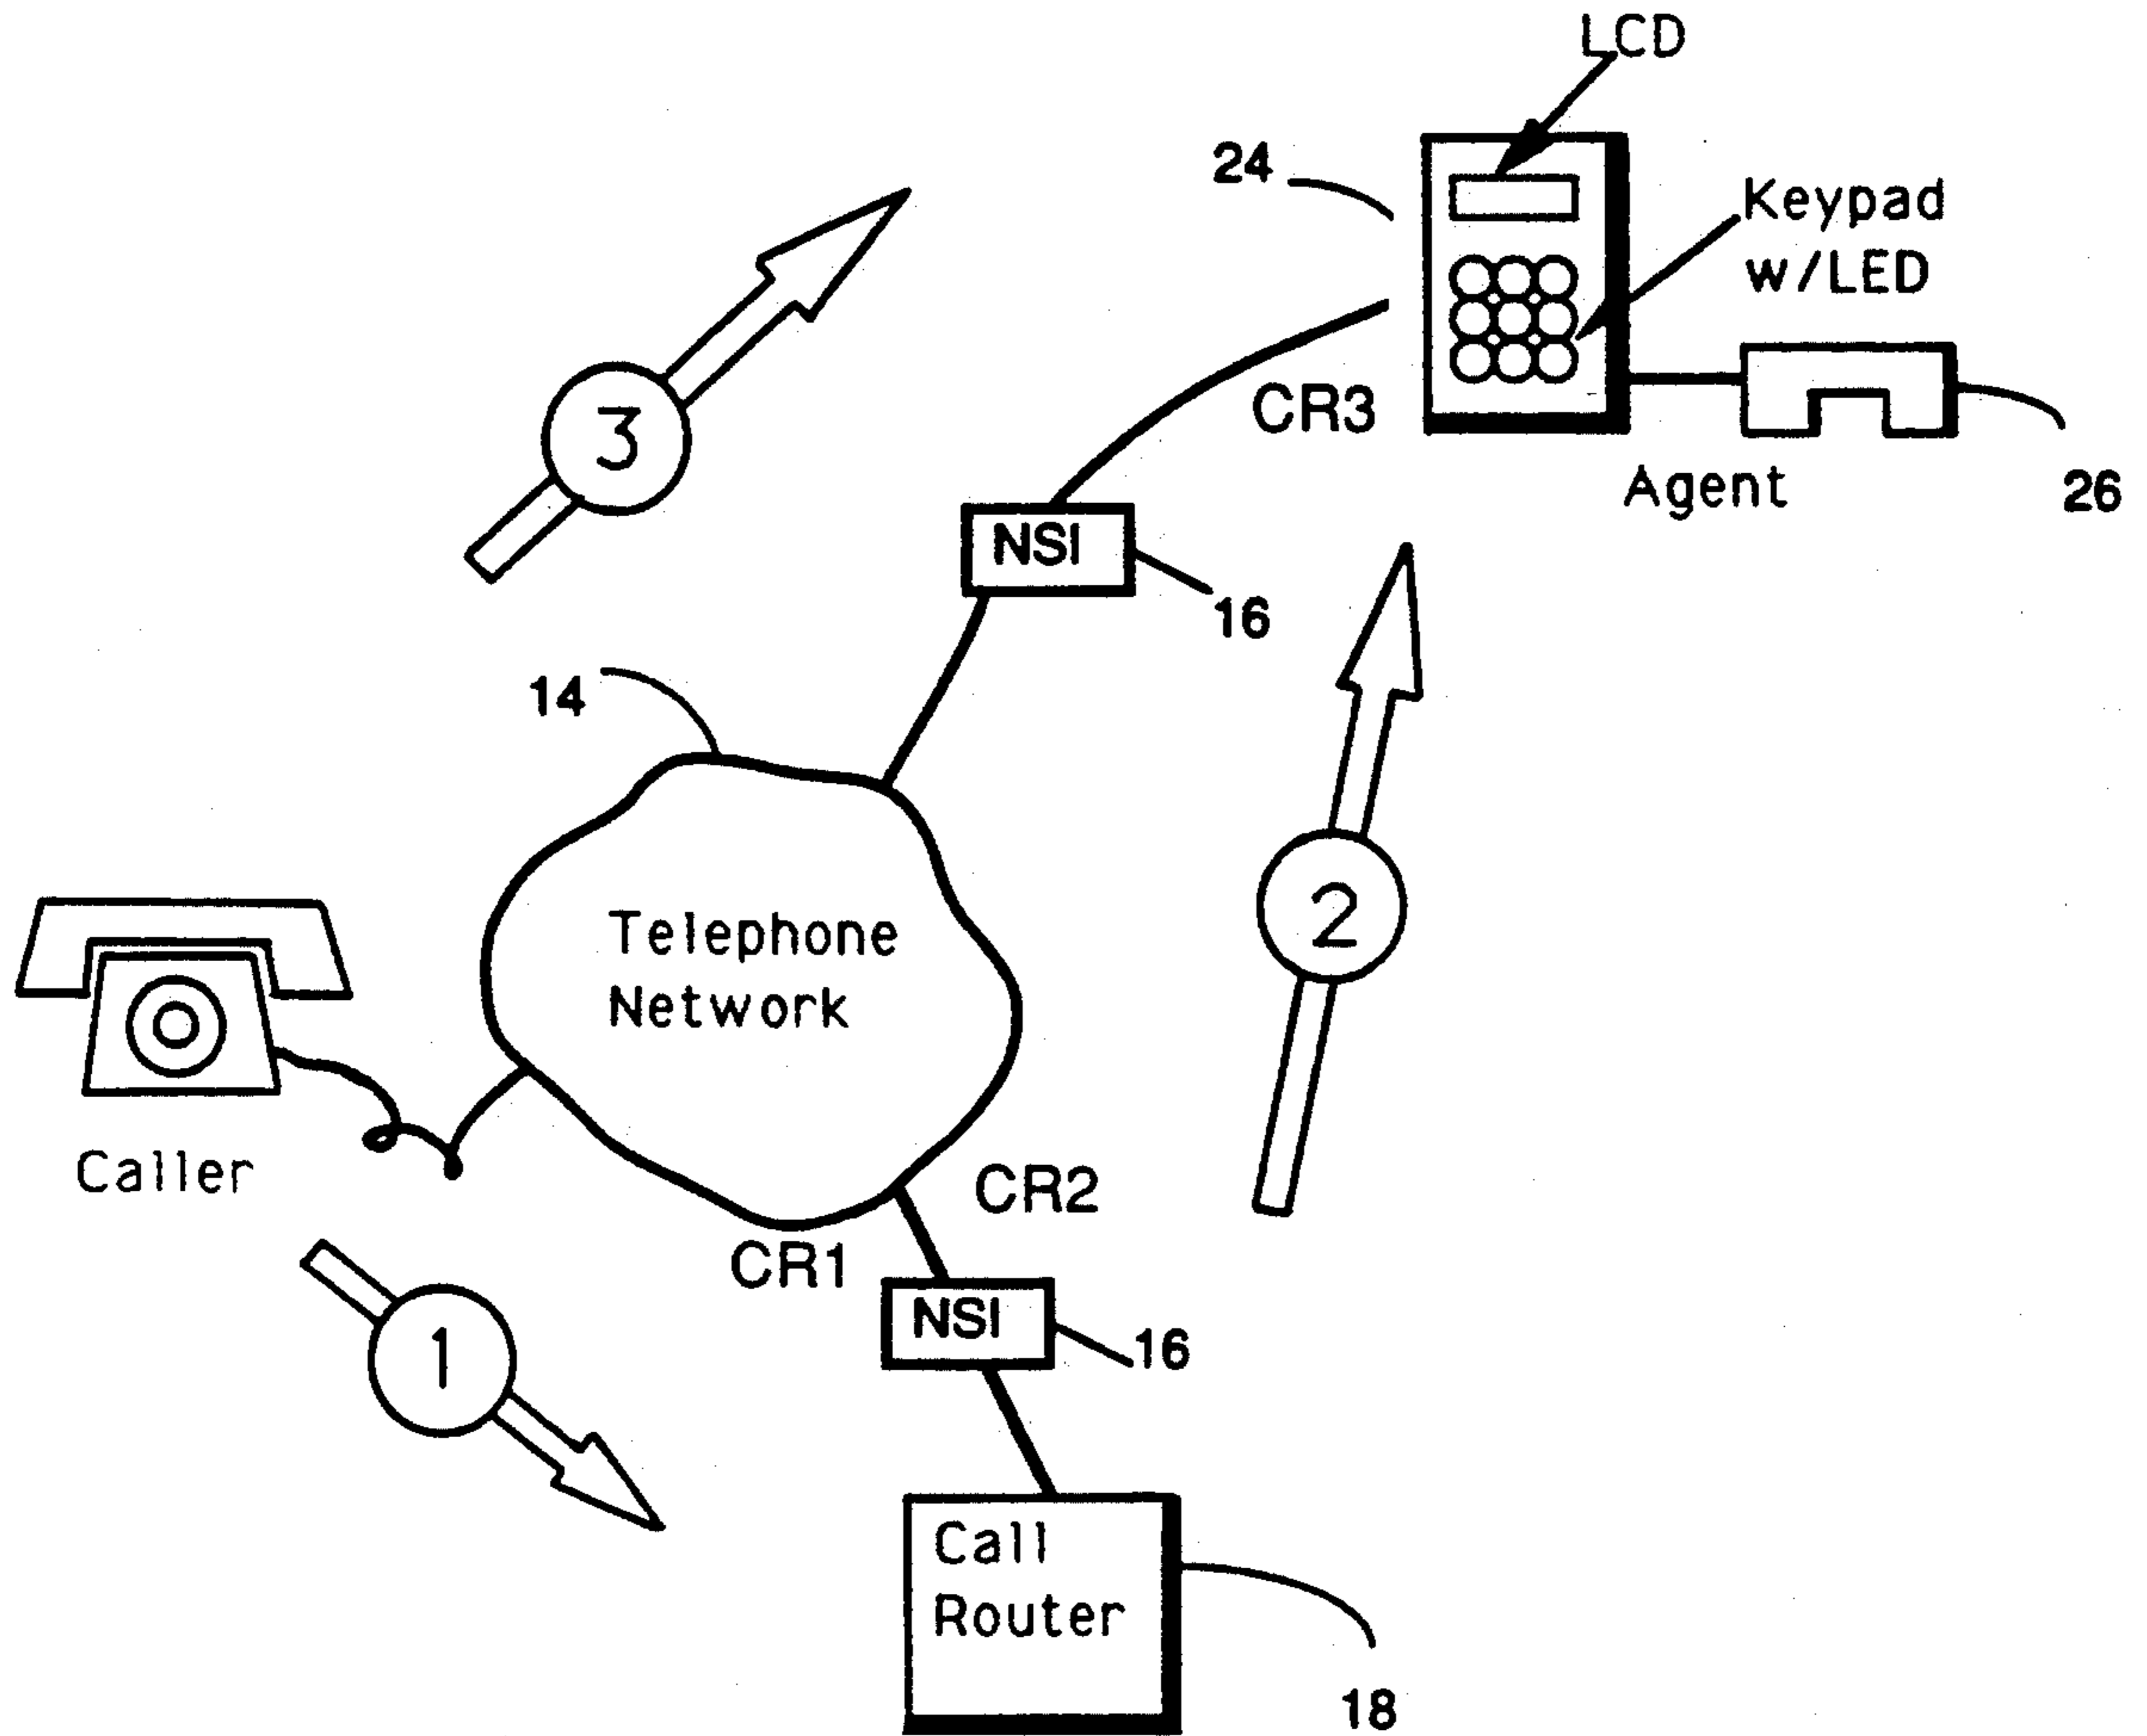 LCD
24
Keypad
w/LED
3
CR3
Agent
26
NSI
16
14
Telephone
Network
2
Caller
CR2
CR1
NSI
1
16
Call
Router
18